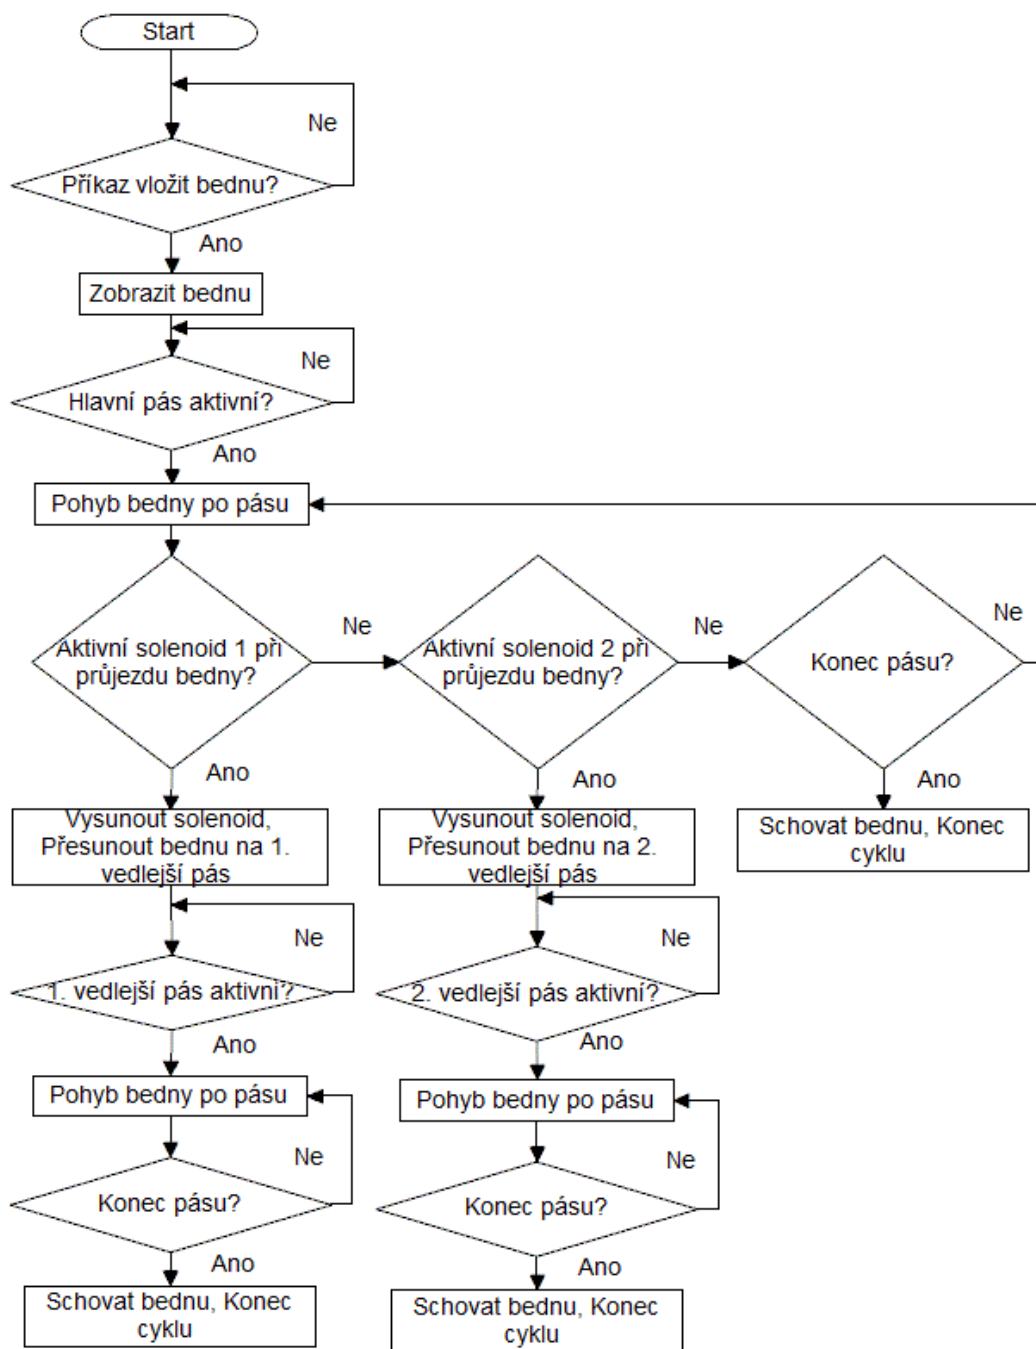 Start
Ne
Příkaz vložit bednu?
Ano
Zobrazit bednu
Ne
Hlavní pás aktivní?
Ano
Pohyb bedny po pásu
Aktivní solenoid 1 při
průjezdu bedny?
Ne
Aktivní solenoid 2 při
průjezdu bedny?
Ne
Konec pásu?
Ne
Ano
Vysunout solenoid,
Přesunout bednu na 1.
vedlejší pás
Ano
Vysunout solenoid,
Přesunout bednu na 2.
vedlejší pás
Ano
Schovat bednu, Konec
cyklu
Ne
1. vedlejší pás aktivní?
Ano
Pohyb bedny po pásu
Ne
Konec pásu?
Ano
Schovat bednu, Konec
cyklu
Ne
2. vedlejší pás aktivní?
Ano
Pohyb bedny po pásu
Ne
Konec pásu?
Ano
Schovat bednu, Konec
cyklu